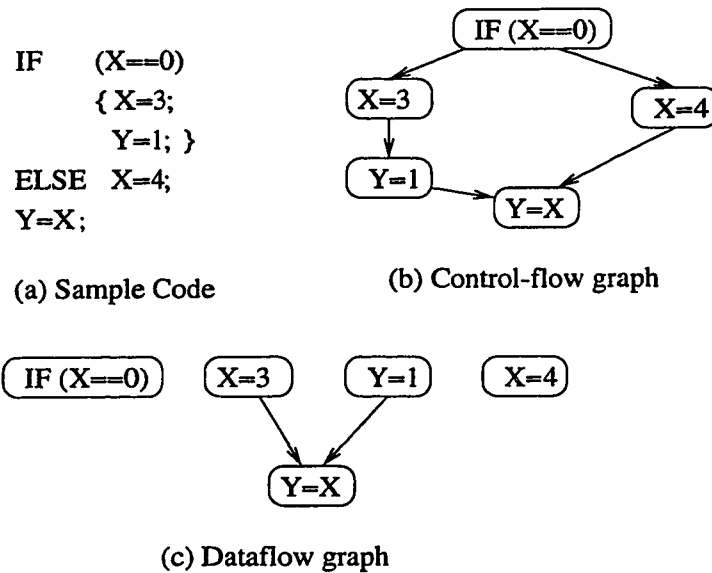 IF (X==0)
{ X=3;
Y=1; }
ELSE X=4;
Y=X;
(a) Sample Code
IF (X==0)
X=3
X=4
Y=1
Y=X
(b) Control-flow graph
IF (X==0)
X=3
Y=1
X=4
Y=X
(c) Dataflow graph